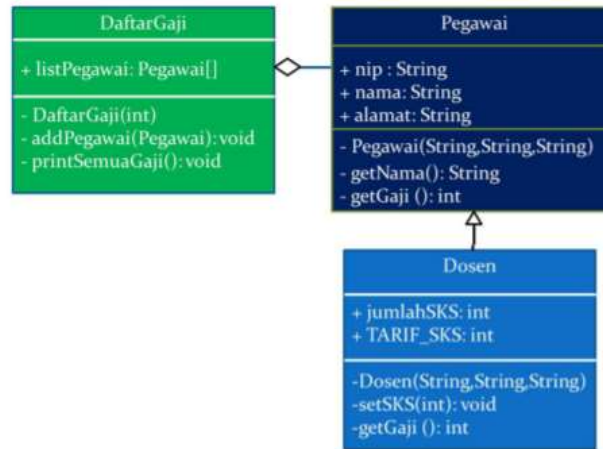 DaftarGaji
+ listPegawai: Pegawai[]
- DaftarGaji(int)
- addPegawai(Pegawai): void
- printSemuaGaji(): void
Pegawai
+ nip : String
+ nama: String
+ alamat: String
- Pegawai(String,String,String)
- getNama(): String
- getGaji (): int
Dosen
+ jumlahSKS: int
+ TARIF_SKS: int
-Dosen(String,String,String)
-setSKS(int): void
-getGaji (): int